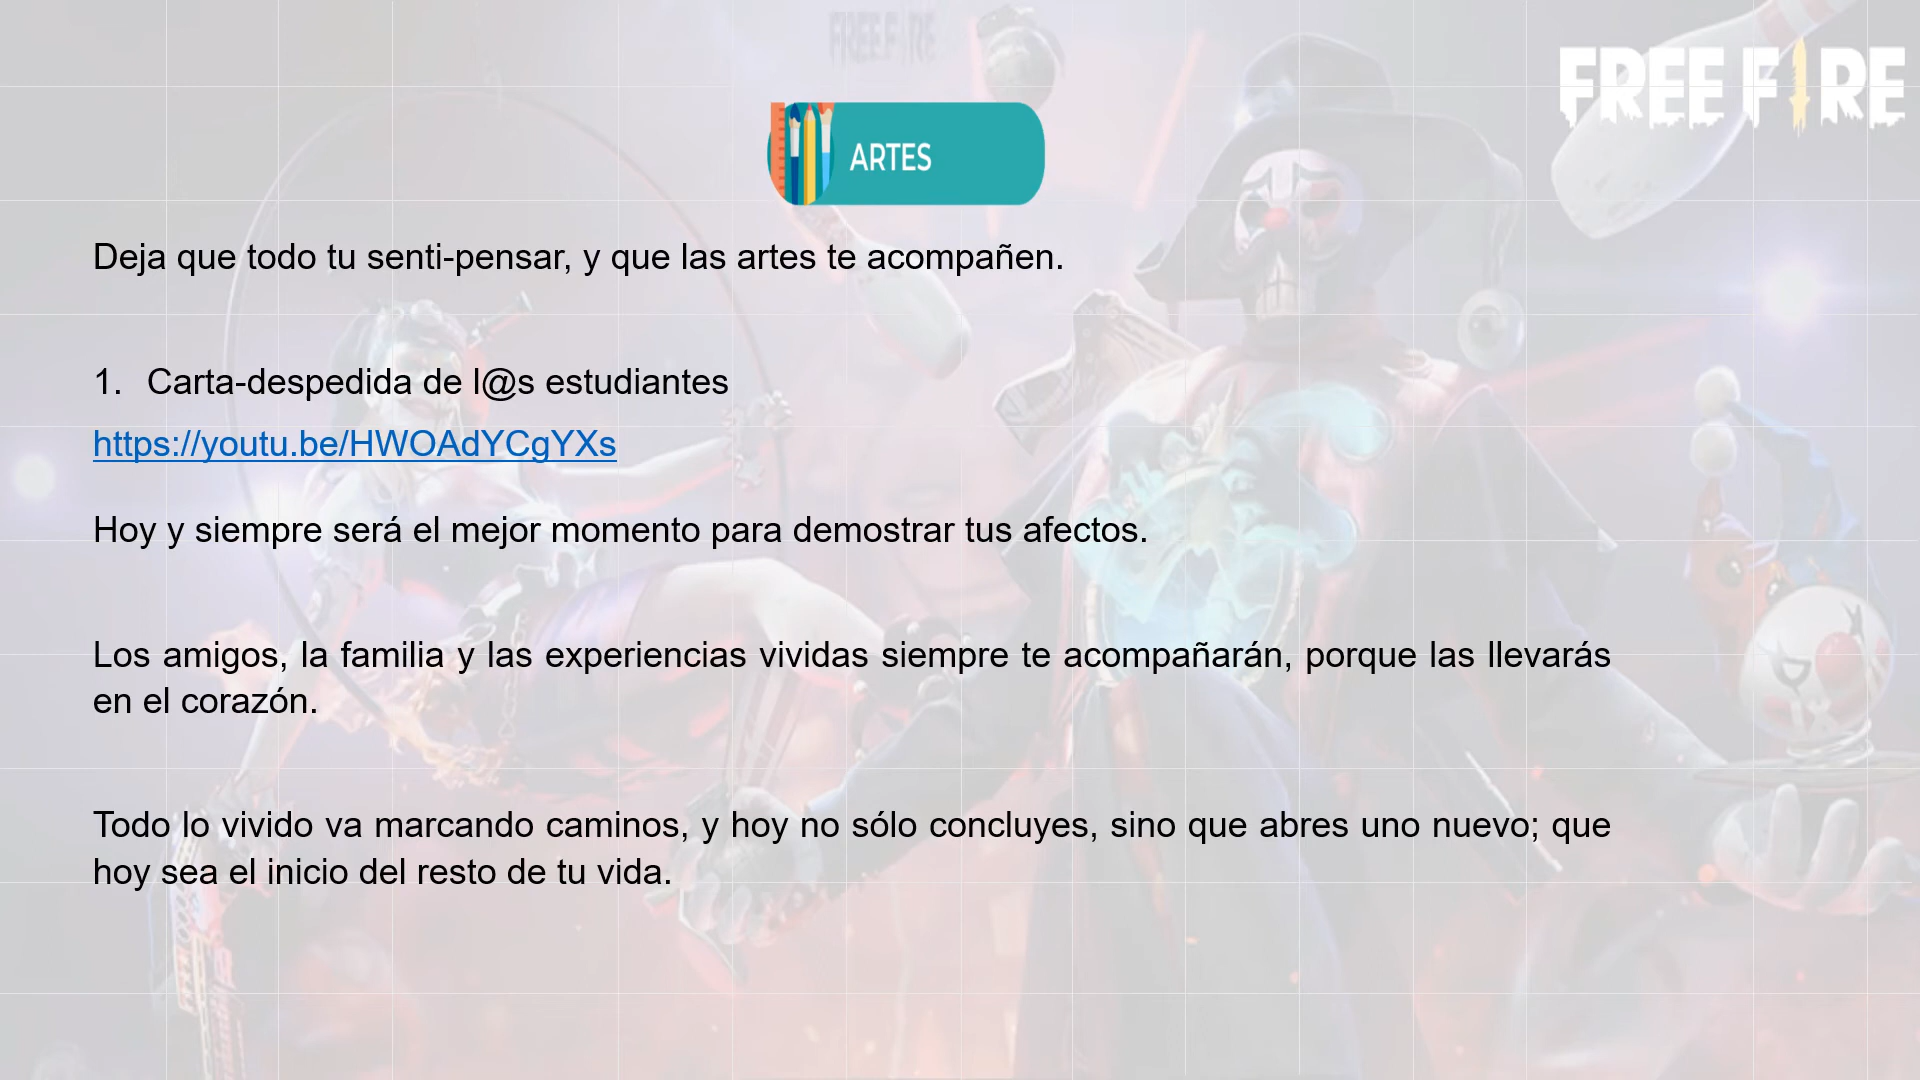 FREE FIRE
FREE FIRE
ARTES
Deja que todo tu senti-pensar, y que las artes te acompañen.
1. Carta-despedida de l@s estudiantes
https://youtu.be/HWOAdYCgYXs
Hoy y siempre será el mejor momento para demostrar tus afectos.
Los amigos, la familia y las experiencias vividas siempre te acompañarán, porque las llevarás
en el corazón.
Todo lo vivido va marcando caminos, y hoy no sólo concluyes, sino que abres uno nuevo; que
hoy sea el inicio del resto de tu vida.